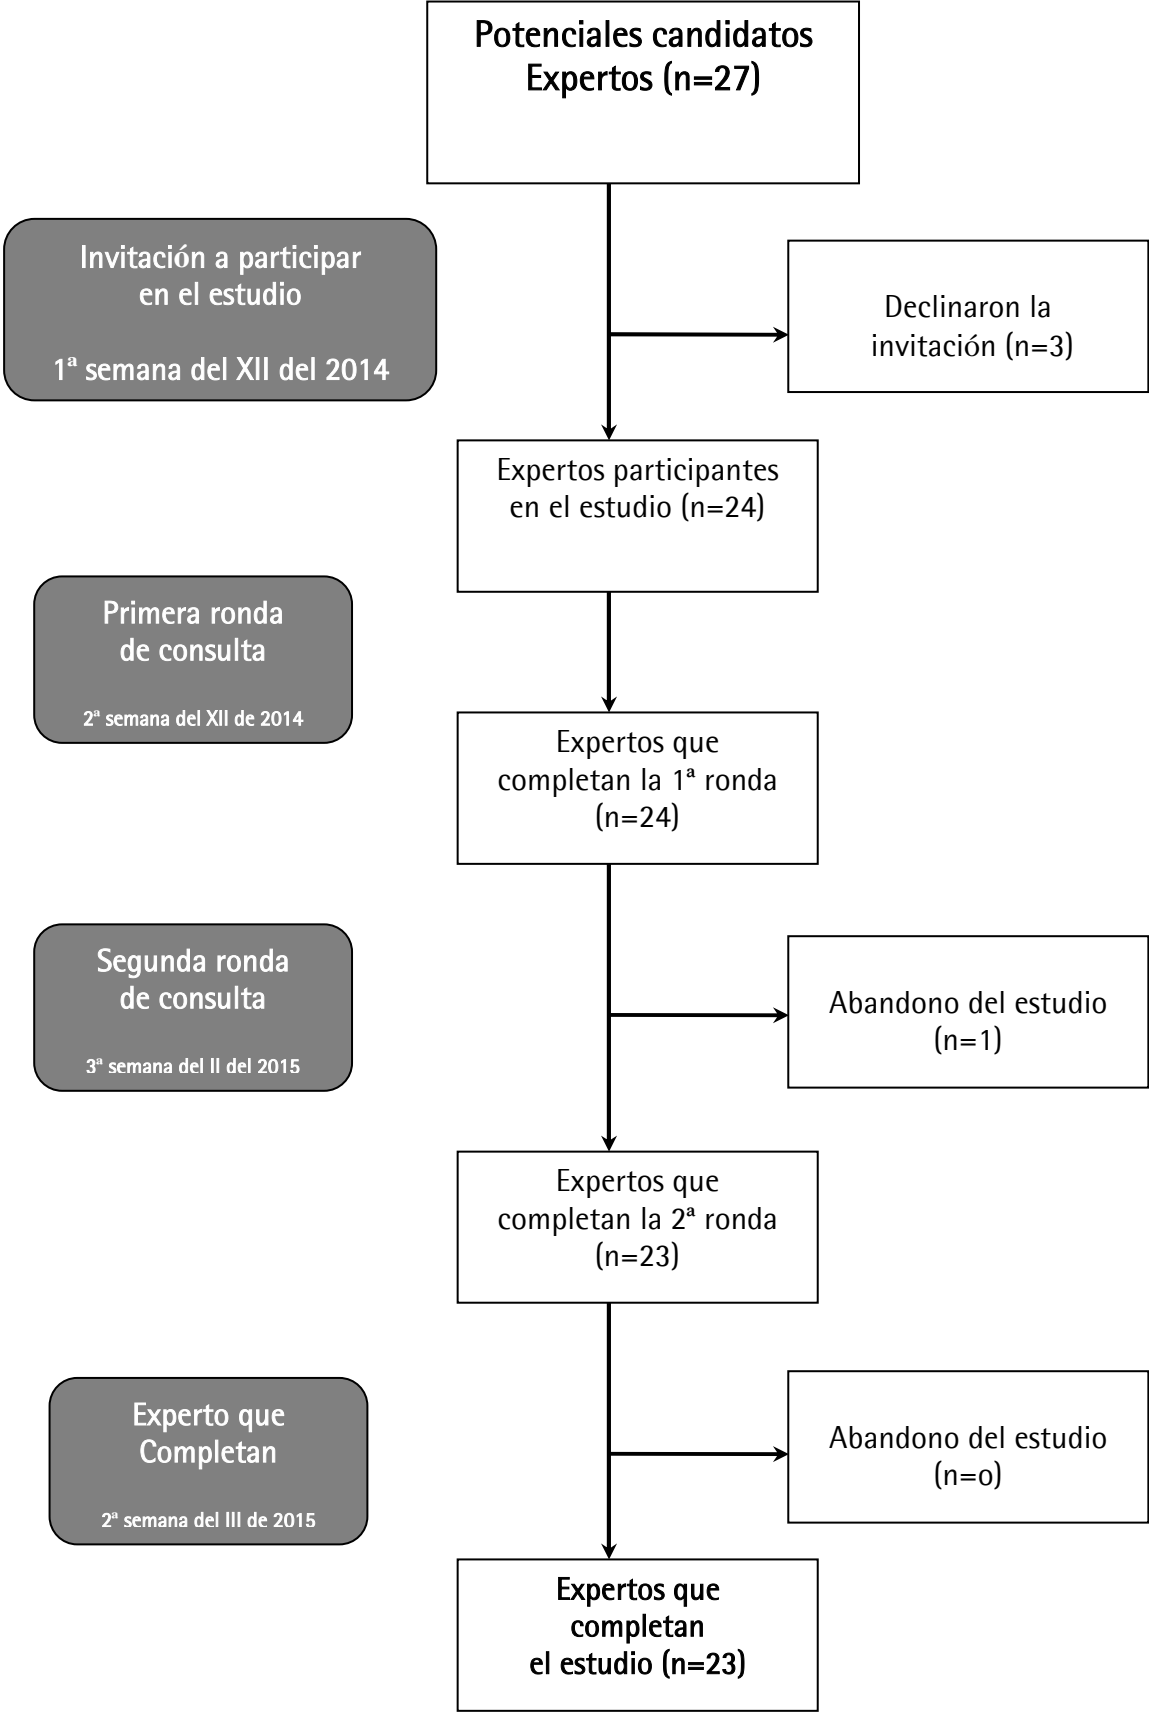 Potenciales candidatos
Expertos (n=27)
Invitación a participar
en el estudio
1ª semana del XII del 2014
Declinaron la
invitación (n=3)
Expertos participantes
en el estudio (n=24)
Primera ronda
de consulta
2ª semana del XII de 2014
Expertos que
completan la 1ª ronda
(n=24)
Segunda ronda
de consulta
3ª semana del II del 2015
Abandono del estudio
(n=1)
Expertos que
completan la 2ª ronda
(n=23)
Experto que
Completan
2ª semana del III de 2015
Abandono del estudio
(n=o)
Expertos que
completan
el estudio (n=23)